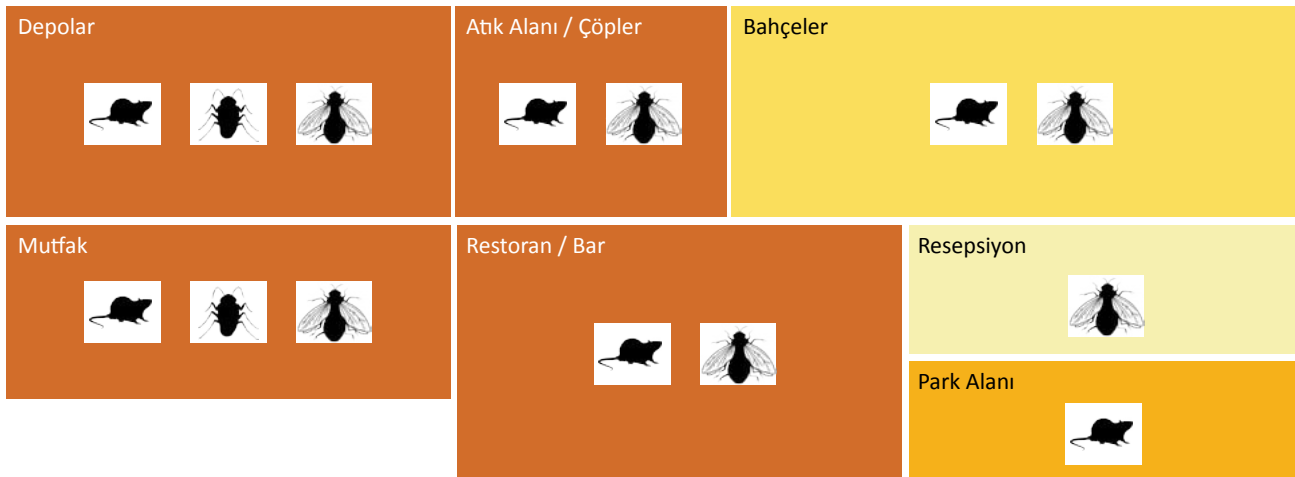 Depolar
Atık Alanı / Çöpler
Bahçeler
Mutfak
Restoran / Bar
Resepsiyon
Park Alanı